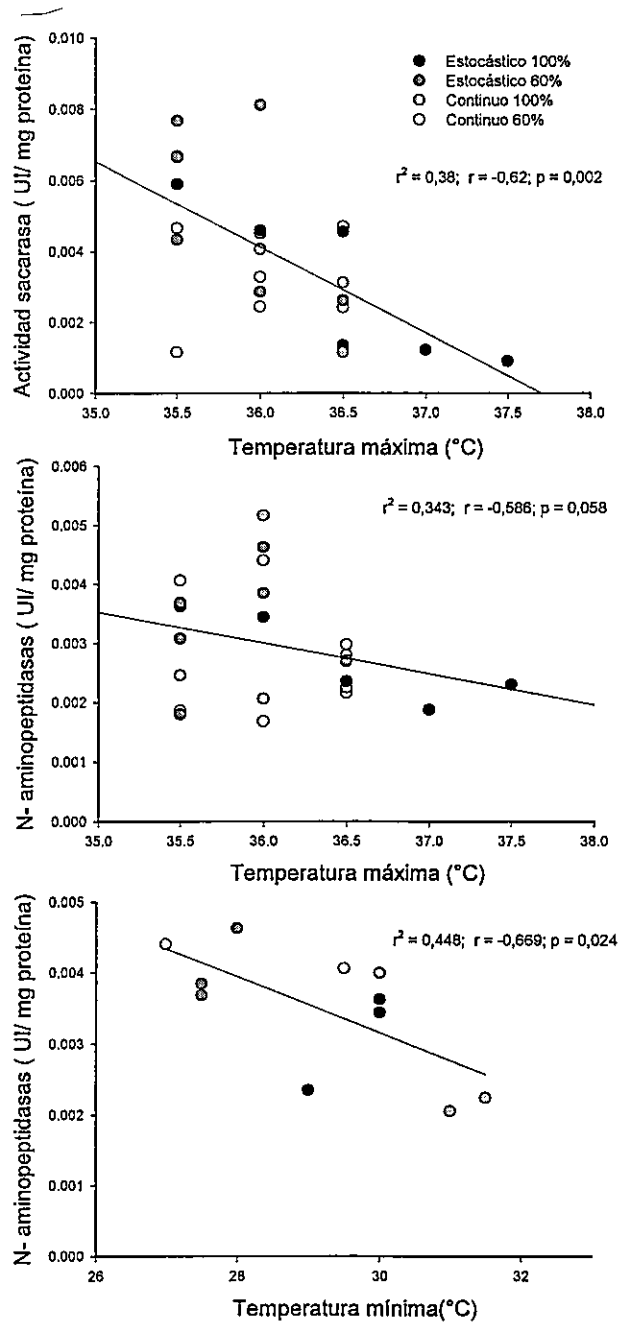 0.010
0.008
0.006
0.004
0.002
0.000
Actividad sacarasa ( UI/ mg proteína)
Estocástico 100%
Estocástico 60%
Continuo 100%
Continuo 60%
r² = 0,38; r = -0,62; p = 0,002
35.0 35.5 36.0 36.5 37.0 37.5 38.0
Temperatura máxima (°C)
0.006
0.005
0.004
0.003
0.002
0.001
0.000
N- aminopeptidasas ( UI/ mg proteína)
r² = 0,343; r = -0,586; p = 0,058
35.0 35.5 36.0 36.5 37.0 37.5 38.0
Temperatura máxima (°C)
0.005
0.004
0.003
0.002
0.001
0.000
N- aminopeptidasas ( UI/ mg proteína)
r² = 0,448; r = -0,669; p = 0,024
26 28 30 32
Temperatura mínima(°C)